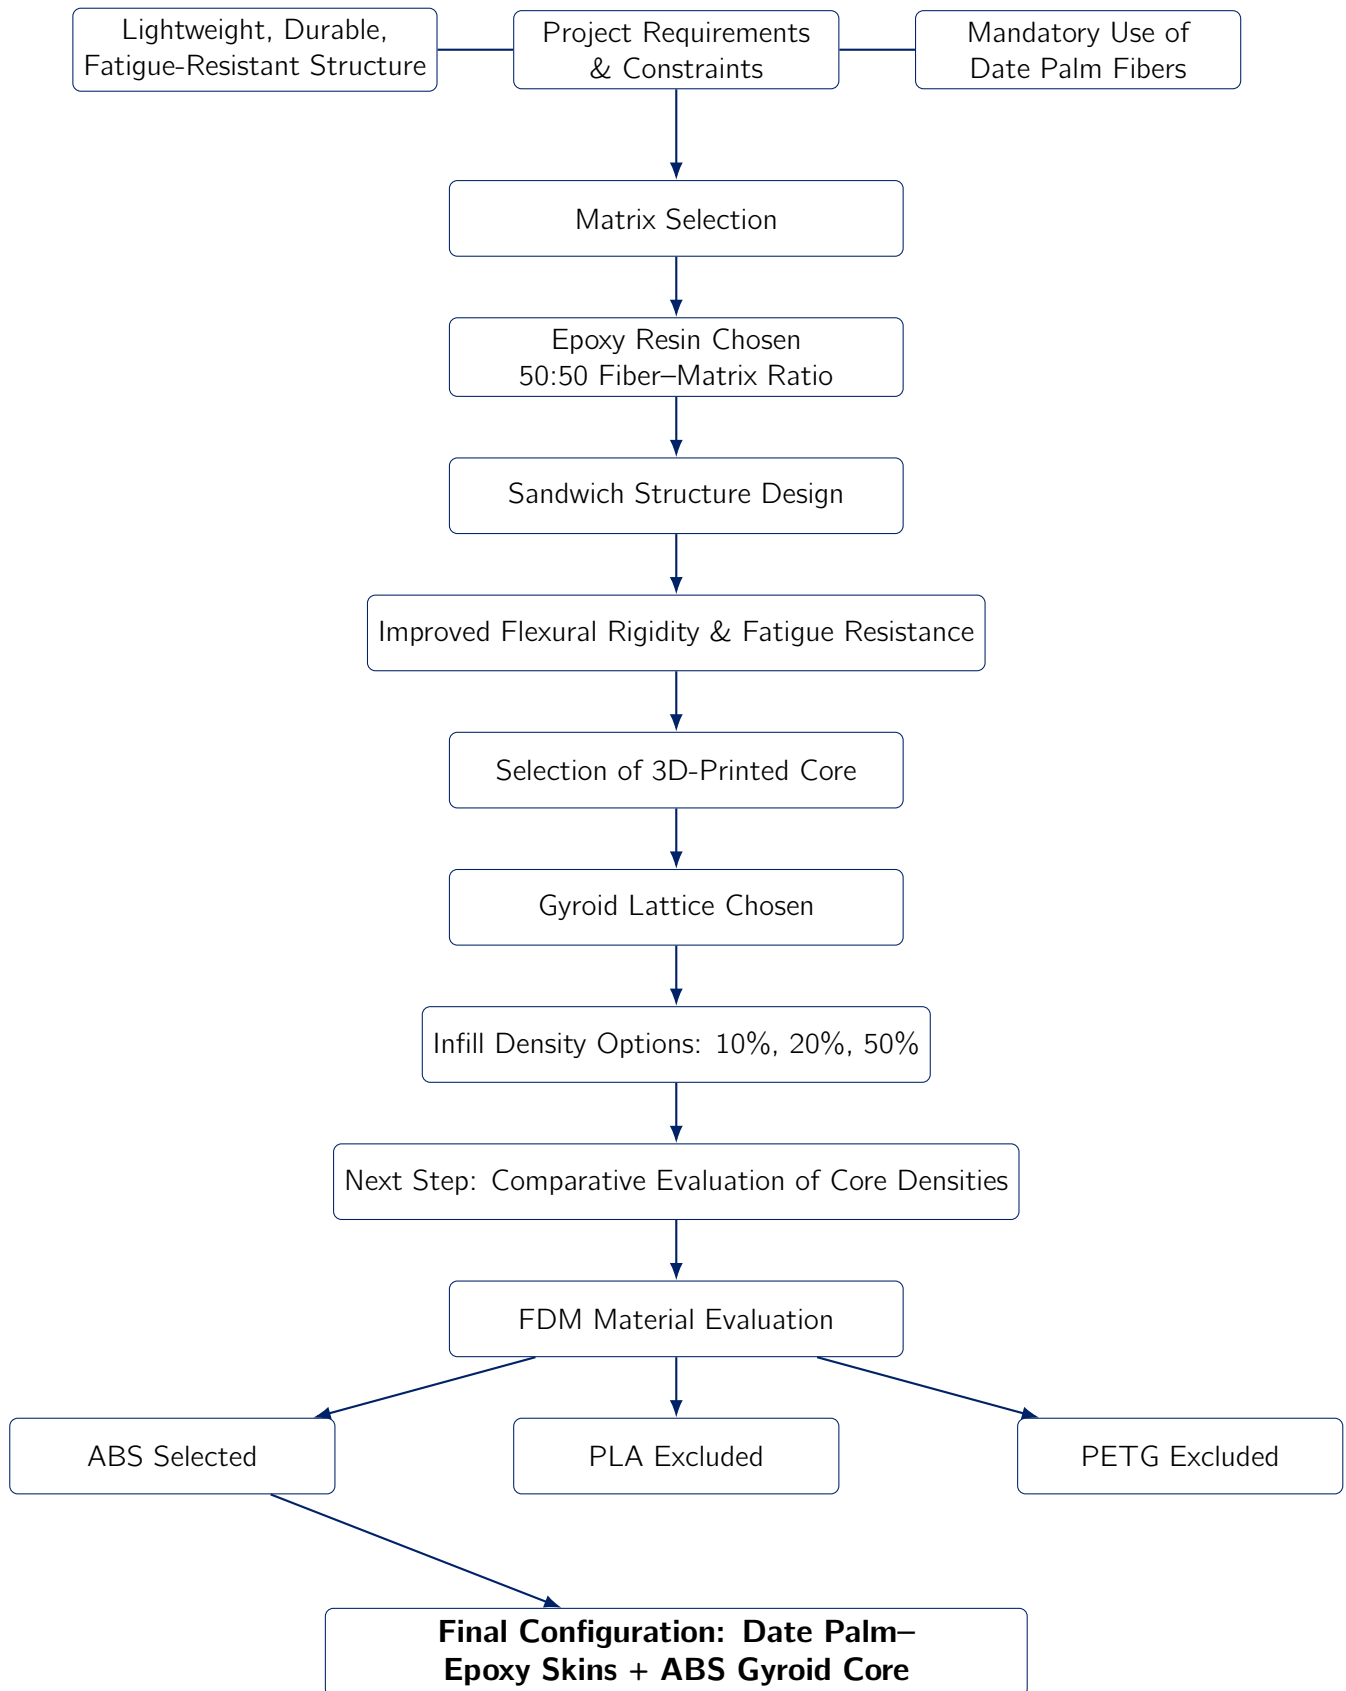 Lightweight, Durable,
Fatigue-Resistant Structure
Project Requirements
& Constraints
Mandatory Use of
Date Palm Fibers
Matrix Selection
Epoxy Resin Chosen
50:50 Fiber–Matrix Ratio
Sandwich Structure Design
Improved Flexural Rigidity & Fatigue Resistance
Selection of 3D-Printed Core
Gyroid Lattice Chosen
Infill Density Options: 10%, 20%, 50%
Next Step: Comparative Evaluation of Core Densities
FDM Material Evaluation
ABS Selected
PLA Excluded
PETG Excluded
Final Configuration: Date Palm–
Epoxy Skins + ABS Gyroid Core